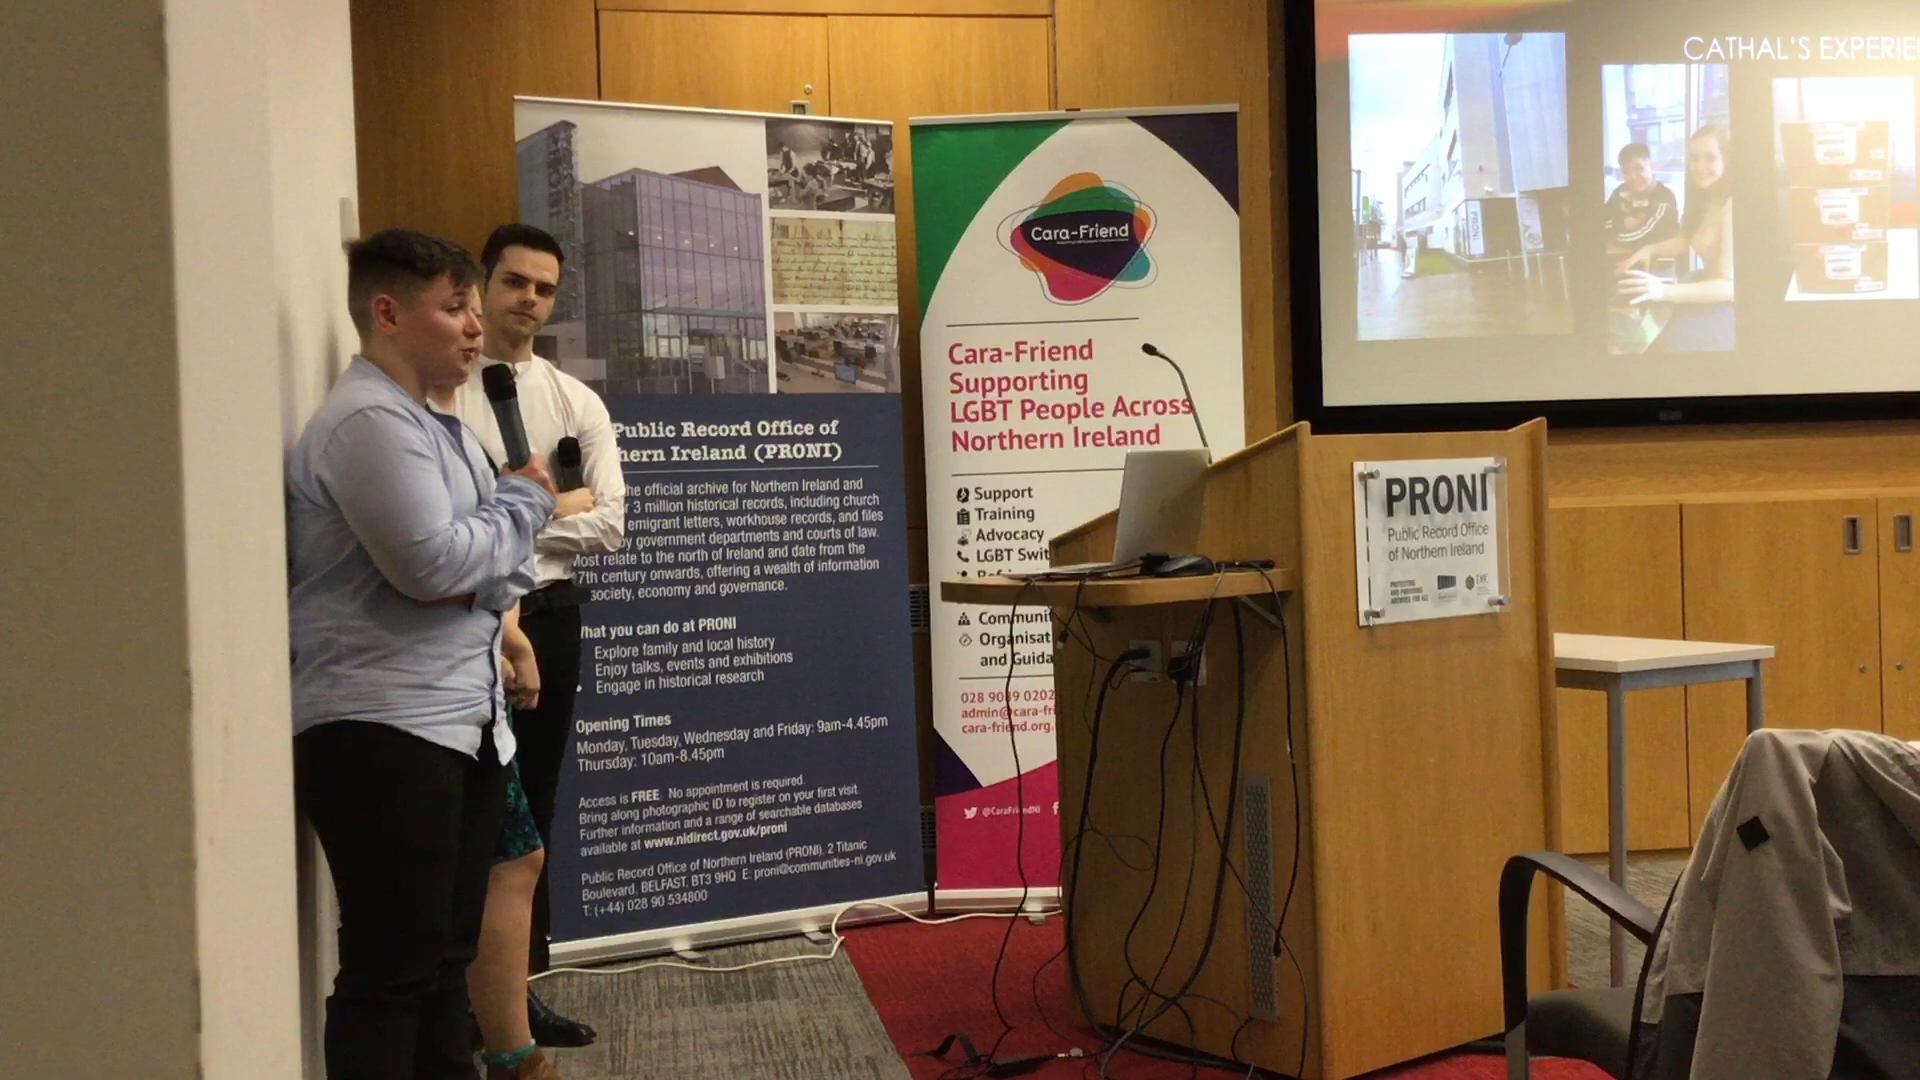 CATHAL'S EXPERIE
PRONI
Public Record Office of
hern Ireland (PRONI)
he official archive for Northern Ireland and
r 3 million historical records, including church
emigrant letters, workhouse records, and files
y government departments and courts of law.
Most relate to the north of Ireland and date from the
7th century onwards, offering a wealth of information
society, economy and governance.
hat you can do at PRONI
Explore family and local history
Enjoy talks, events and exhibitions
Engage in historical research
Opening Times
Monday, Tuesday, Wednesday and Friday: 9am-4.45pm
Thursday: 10am-8.45pm
Access is FREE No appointment is required.
Bring along photographic ID to register on your first visit.
Further information and a range of searchable databases
available at www.nidirect.gov.uk/proni
Public Record Office of Northern Ireland (PRONI), 2 Titanic
Boulevard, BELFAST, BT3 9HQ E: proni@communities-ni.gov.uk
T: (+44) 028 90 534800
Cara-Friend
Cara-Friend
Supporting
LGBT People Across
Northern Ireland
Support
Training
Advocacy
LGBT Swit
Communit
Organisat
and Guida
028 9089 0202
admin@cara-fri
cara-friend.org.
@CaraFriendNI
PRONI
Public Record Office
of Northern Ireland
PROTECTING
AND PROVIDING
ARCHIVES FOR ALL